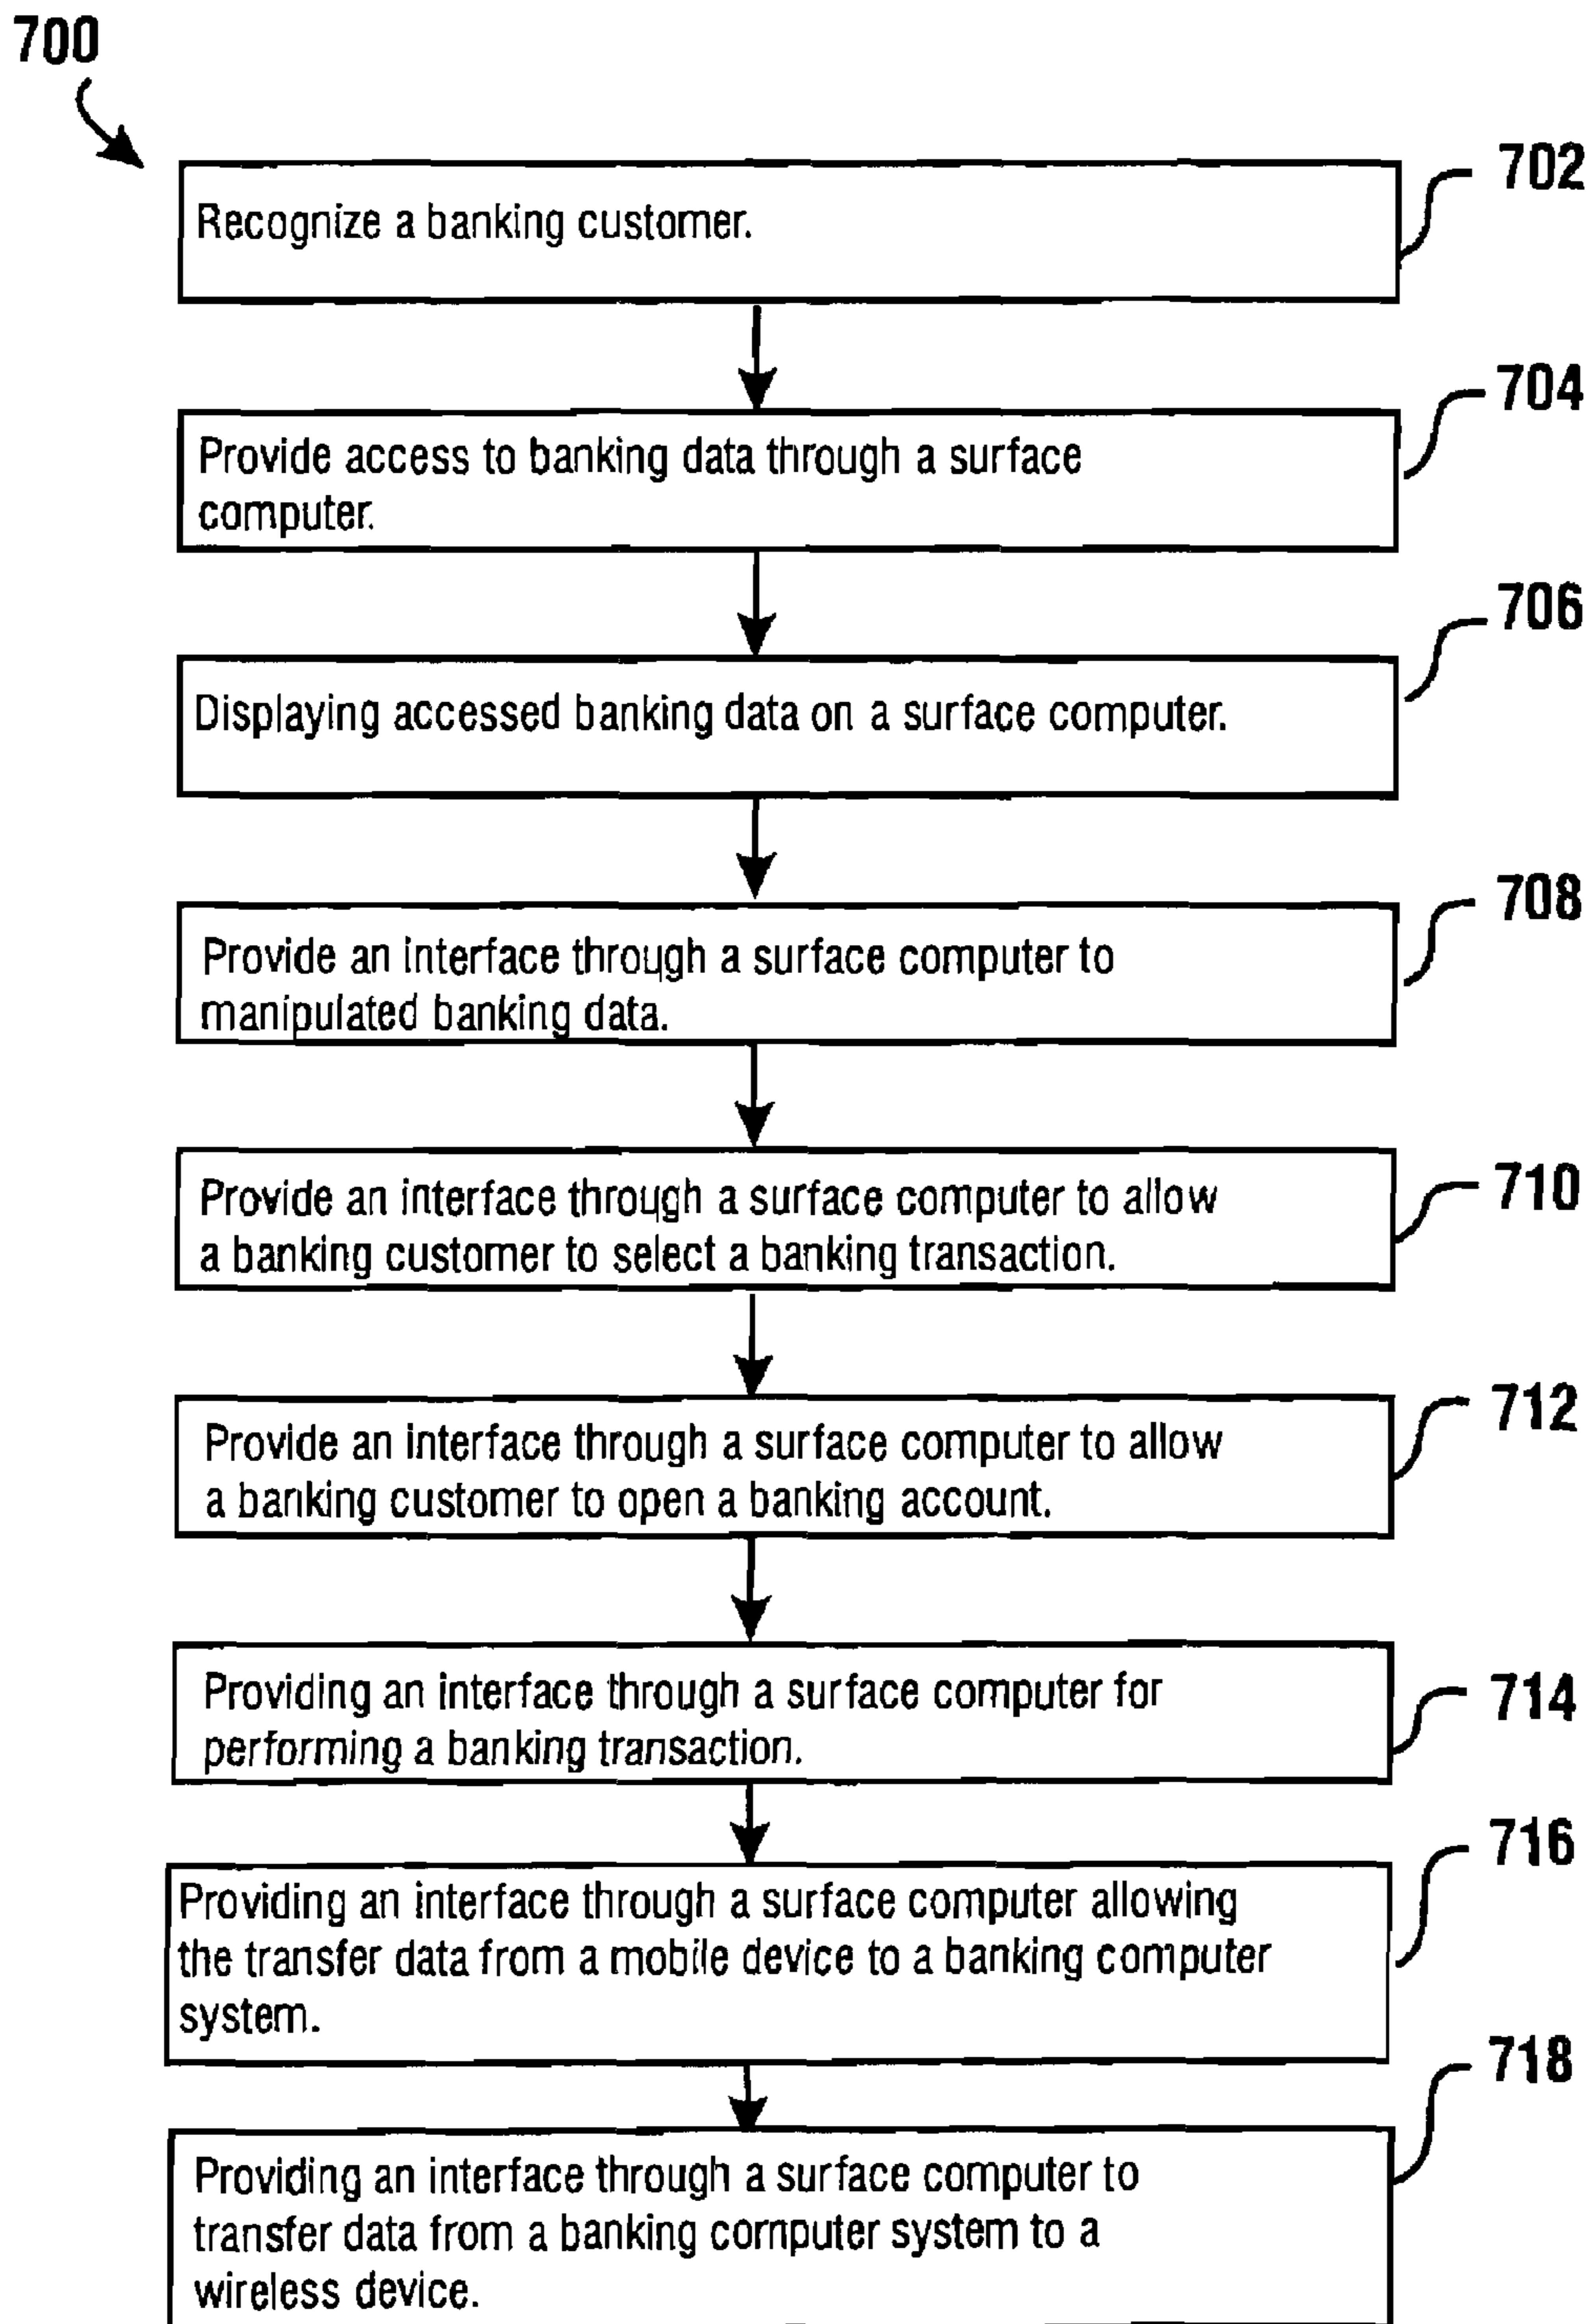 700
702
Recognize a banking customer.
704
Provide access to banking data through a surface
computer.
706
Displaying accessed banking data on a surface computer.
708
Provide an interface through a surface computer to
manipulated banking data.
710
Provide an interface through a surface computer to allow
a banking customer to select a banking transaction.
712
Provide an interface through a surface computer to allow
a banking customer to open a banking account.
714
Providing an interface through a surface computer for
performing a banking transaction.
716
Providing an interface through a surface computer allowing
the transfer data from a mobile device to a banking computer
system.
718
Providing an interface through a surface computer to
transfer data from a banking computer system to a
wireless device.